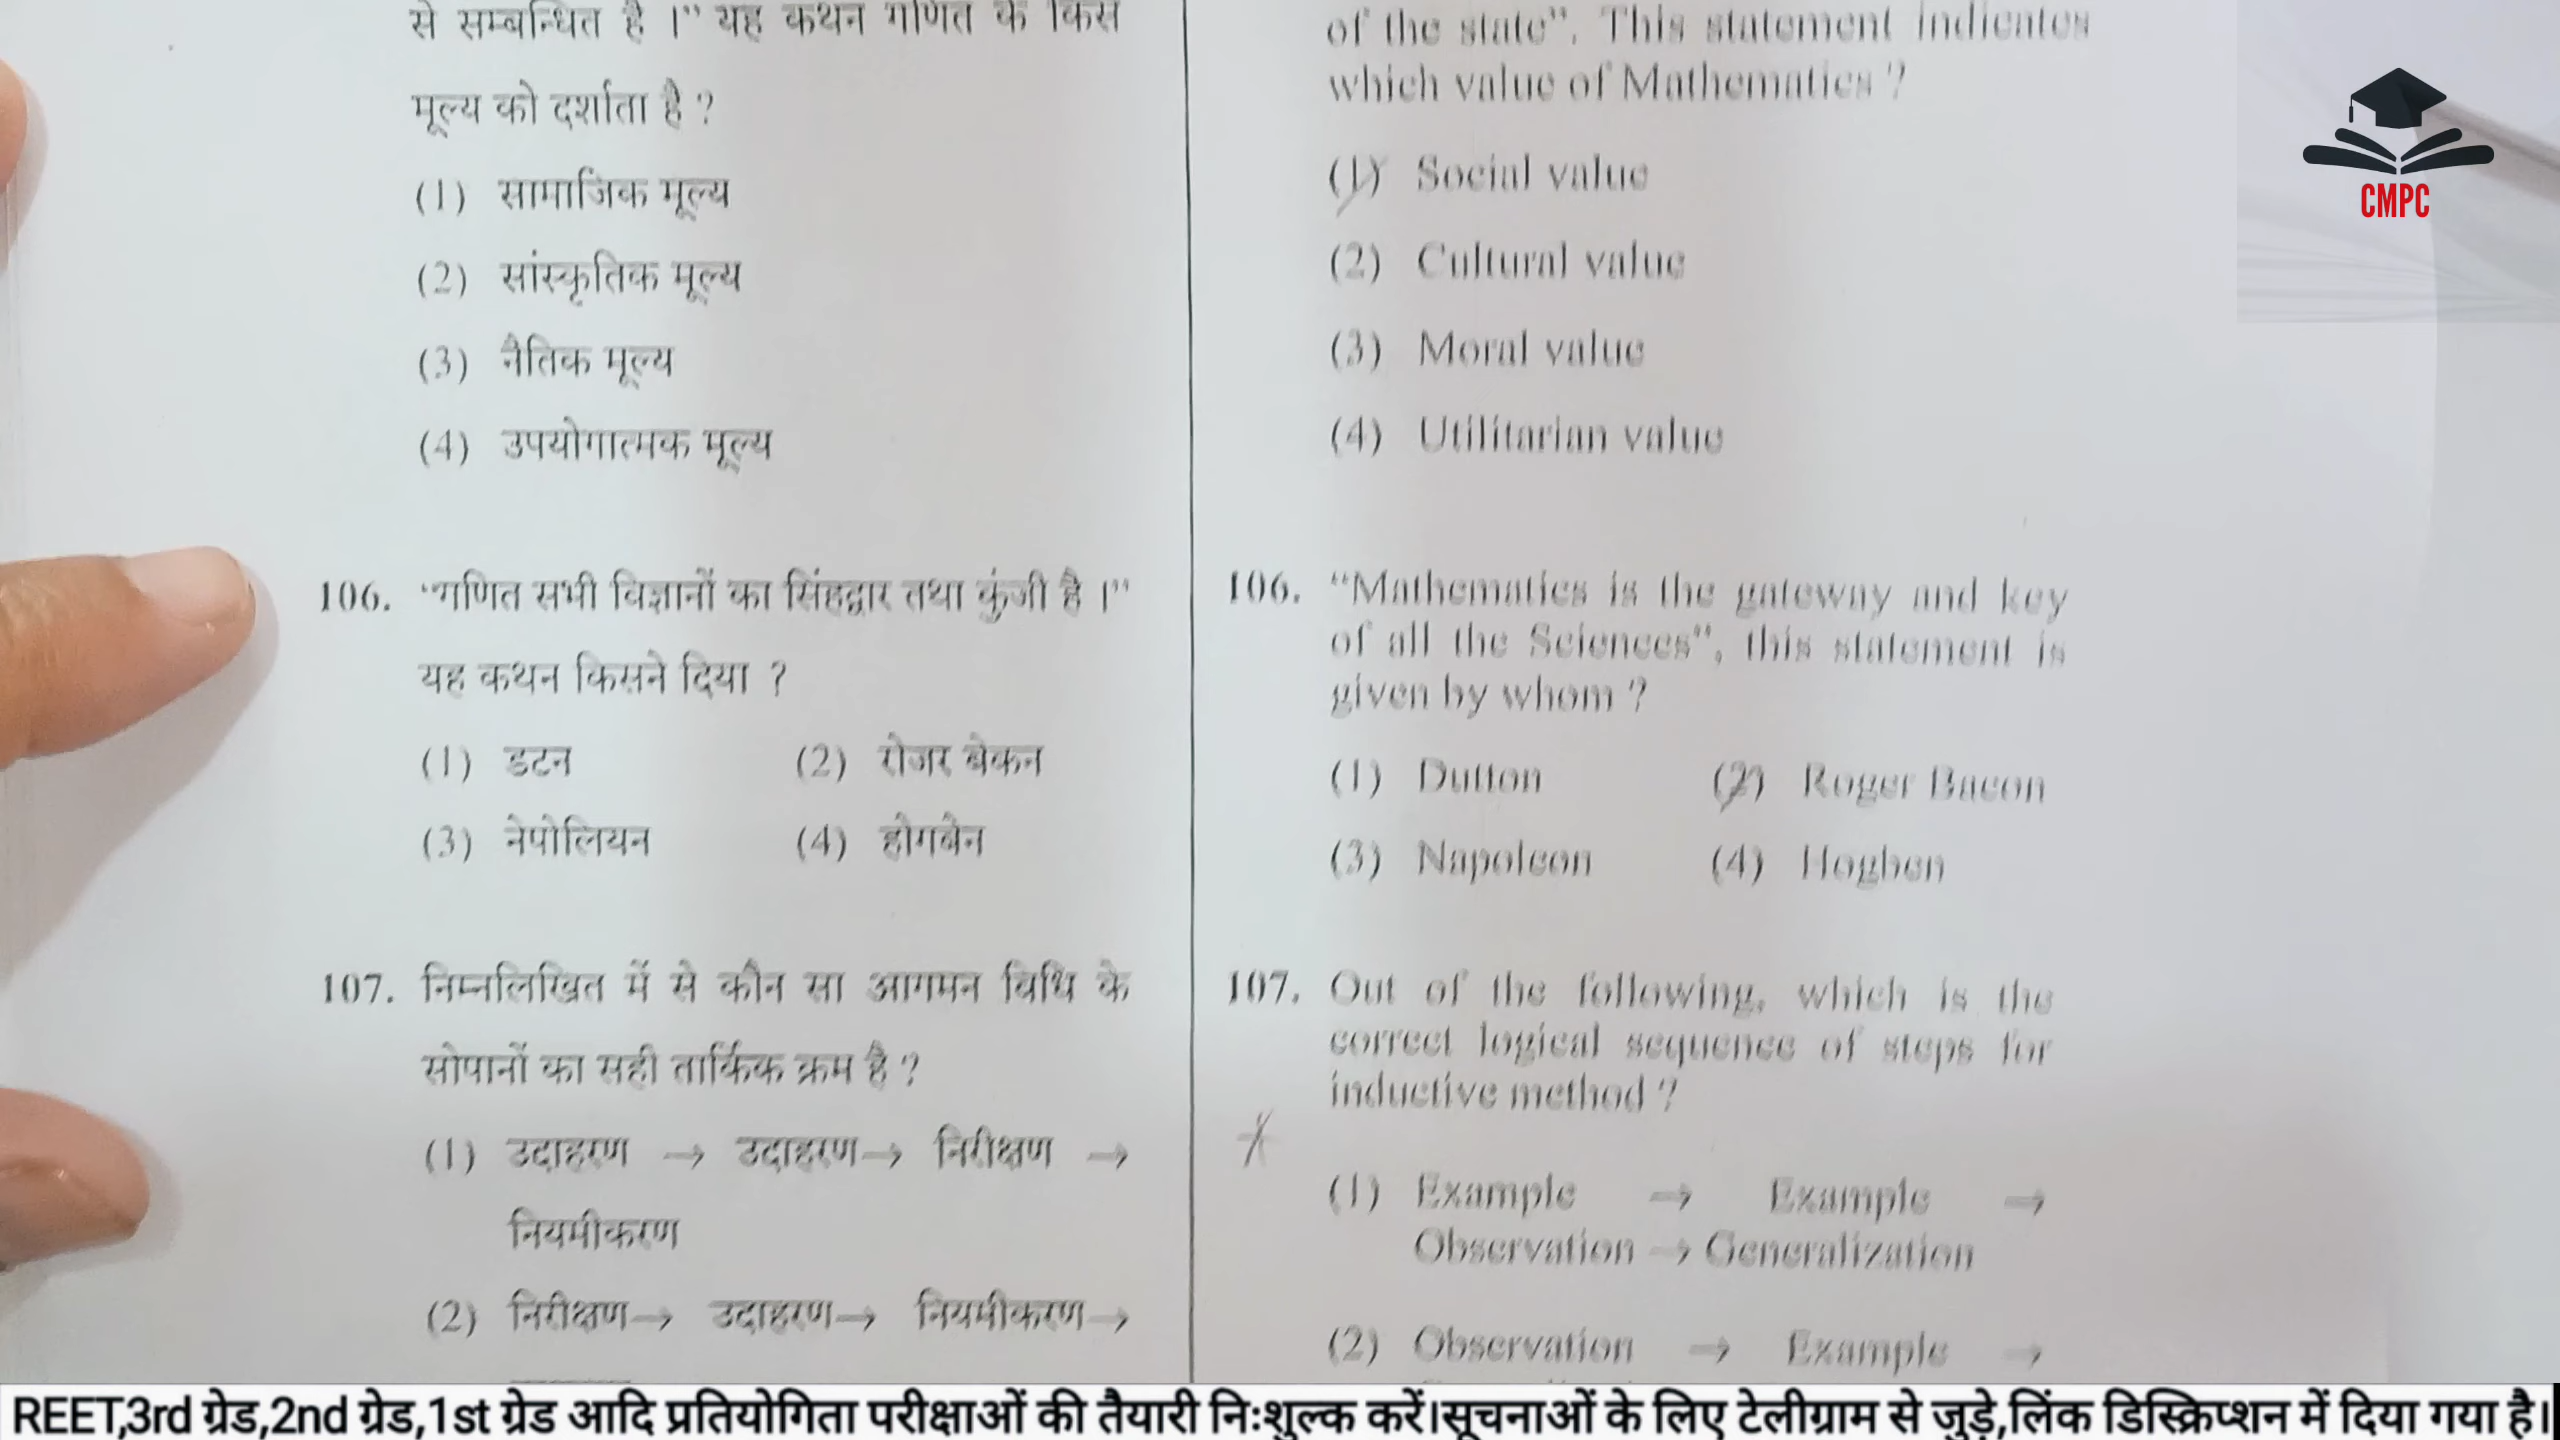 से सम्बन्धित है ।” यह कथन गणित के किस
मूल्य को दर्शाता है ?
(1) सामाजिक मूल्य
(2) सांस्कृतिक मूल्य
(3) नैतिक मूल्य
(4) उपयोगात्मक मूल्य
106. “गणित सभी विज्ञानों का सिंहद्वार तथा कुंजी है ।”
यह कथन किसने दिया ?
(1) डटन (2) रोजर बेकन
(3) नेपोलियन (4) होगबेन
107. निम्नलिखित में से कौन सा आगमन विधि के
सोपानों का सही तार्किक क्रम है ?
(1) उदाहरण → उदाहरण→ निरीक्षण →
नियमीकरण
(2) निरीक्षण→ उदाहरण→ नियमीकरण→
of the state”. This statement indicates
which value of Mathematics ?
(1) Social value
(2) Cultural value
(3) Moral value
(4) Utilitarian value
106. “Mathematics is the gateway and key
of all the Sciences”, this statement is
given by whom ?
(1) Dutton (2) Roger Bacon
(3) Napoleon (4) Hogben
107. Out of the following, which is the
correct logical sequence of steps for
inductive method ?
(1) Example → Example →
Observation → Generalization
(2) Observation → Example →
CMPC
REET,3rd ग्रेड,2nd ग्रेड,1st ग्रेड आदि प्रतियोगिता परीक्षाओं की तैयारी निःशुल्क करें।सूचनाओं के लिए टेलीग्राम से जुड़े,लिंक डिस्क्रिप्शन में दिया गया है।